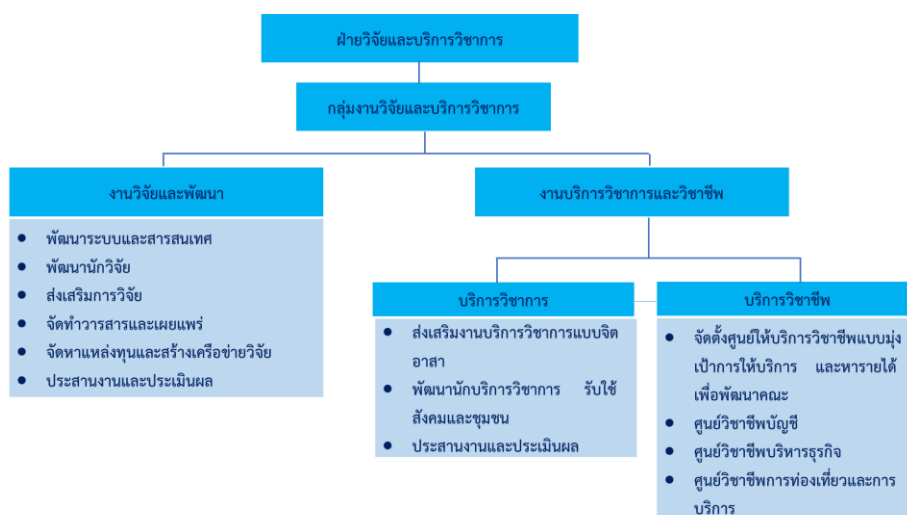 ฝ่ายวิจัยและบริการวิชาการ
กลุ่มงานวิจัยและบริการวิชาการ
งานวิจัยและพัฒนา
● พัฒนาระบบและสารสนเทศ
● พัฒนานักวิจัย
● ส่งเสริมการวิจัย
● จัดทำวารสารและเผยแพร่
● จัดหาแหล่งทุนและสร้างเครือข่ายวิจัย
● ประสานงานและประเมินผล
งานบริการวิชาการและวิชาชีพ
บริการวิชาการ
● ส่งเสริมงานบริการวิชาการแบบจิต
อาสา
● พัฒนานักบริการวิชาการ รับใช้
สังคมและชุมชน
● ประสานงานและประเมินผล
บริการวิชาชีพ
● จัดตั้งศูนย์ให้บริการวิชาชีพแบบมุ่ง
เป้าการให้บริการ และหารายได้
เพื่อพัฒนาคณะ
● ศูนย์วิชาชีพบัญชี
● ศูนย์วิชาชีพบริหารธุรกิจ
● ศูนย์วิชาชีพการท่องเที่ยวและการ
บริการ